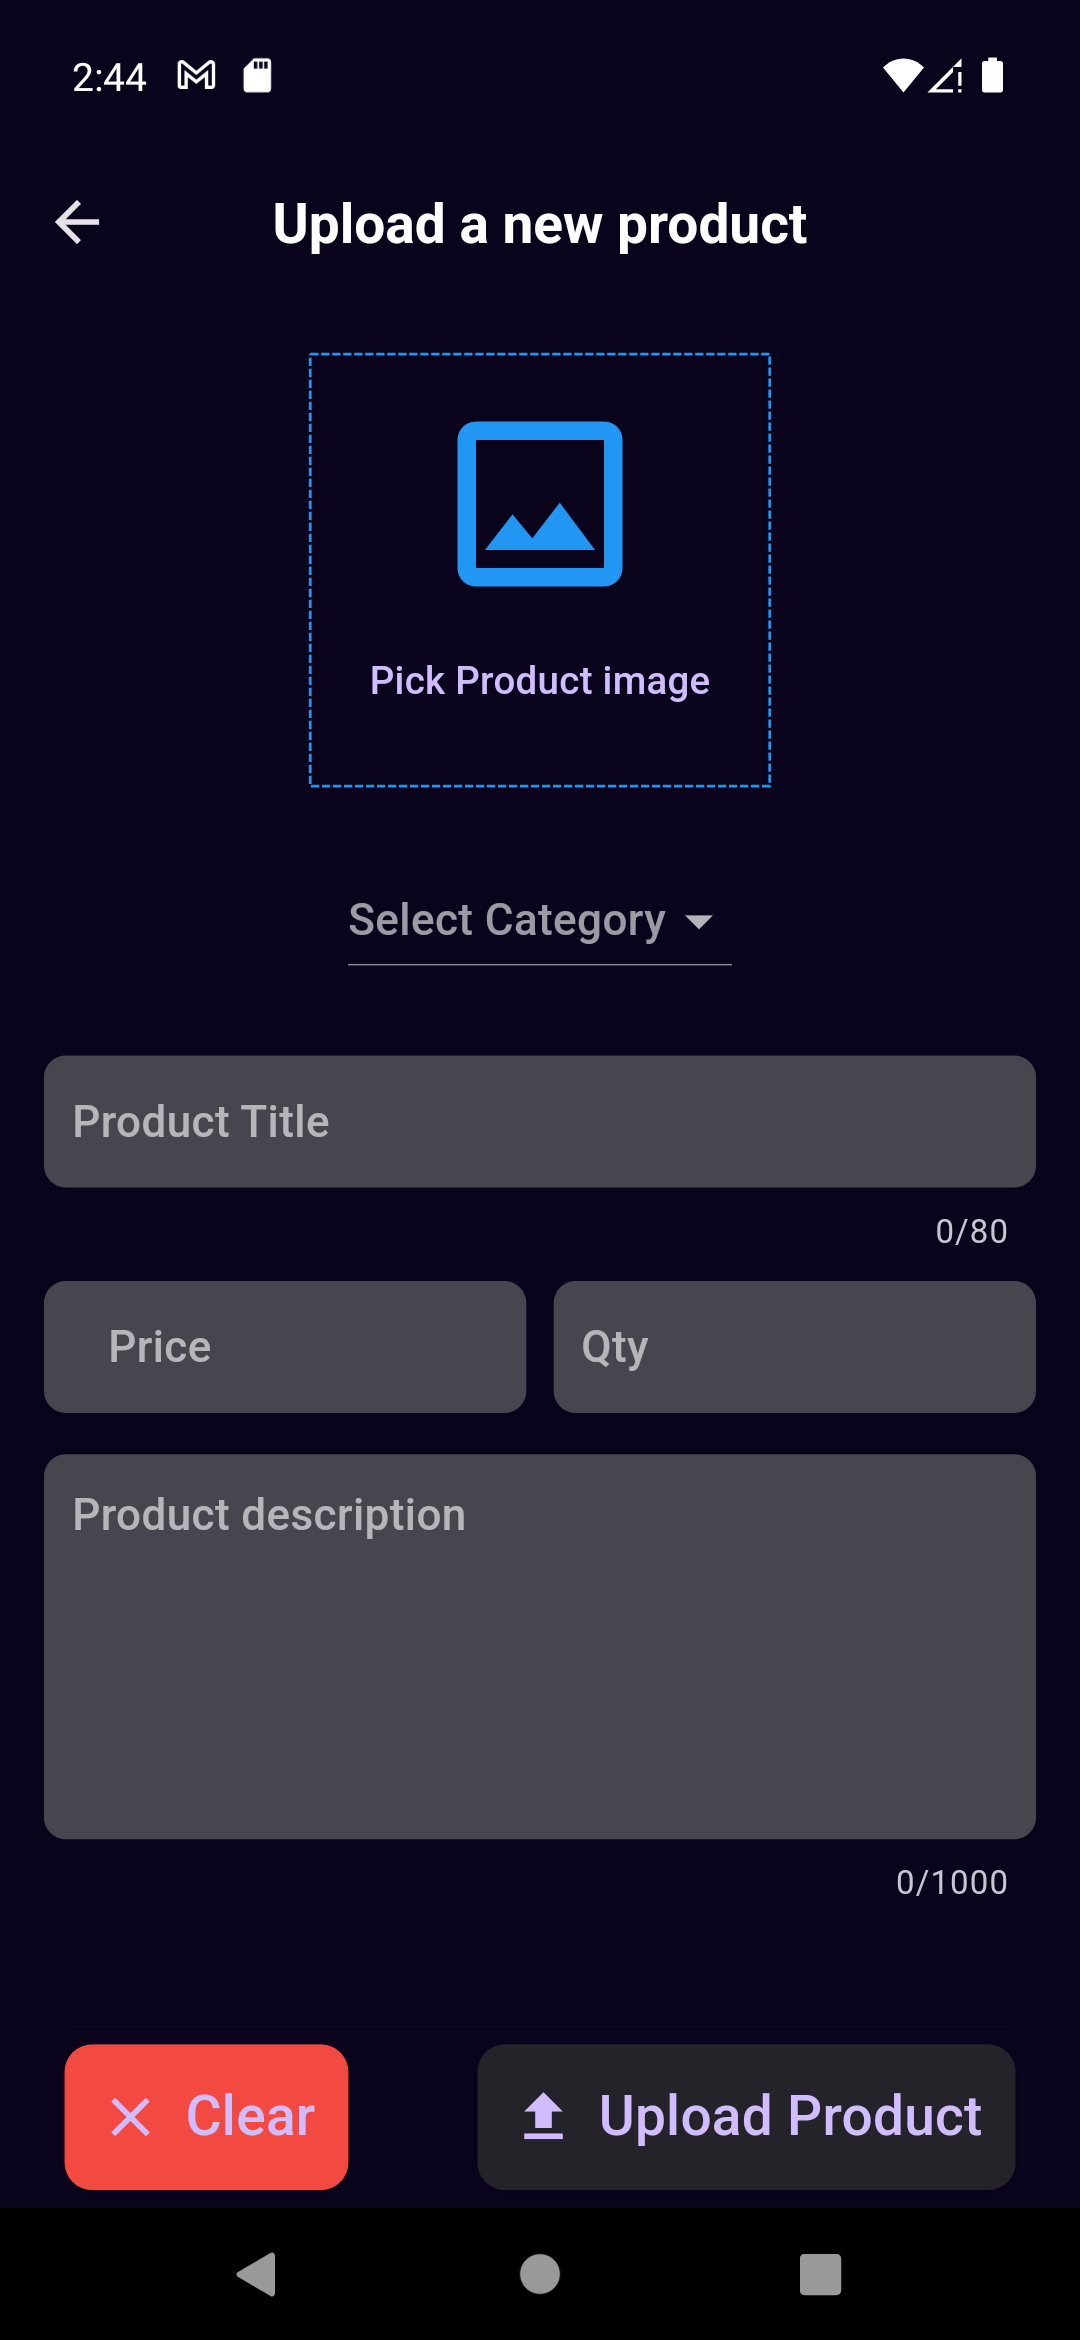 2:44
Upload a new product
Pick Product image
Select Category
Product Title
0/80
Price
Qty
Product description
0/1000
Clear
Upload Product